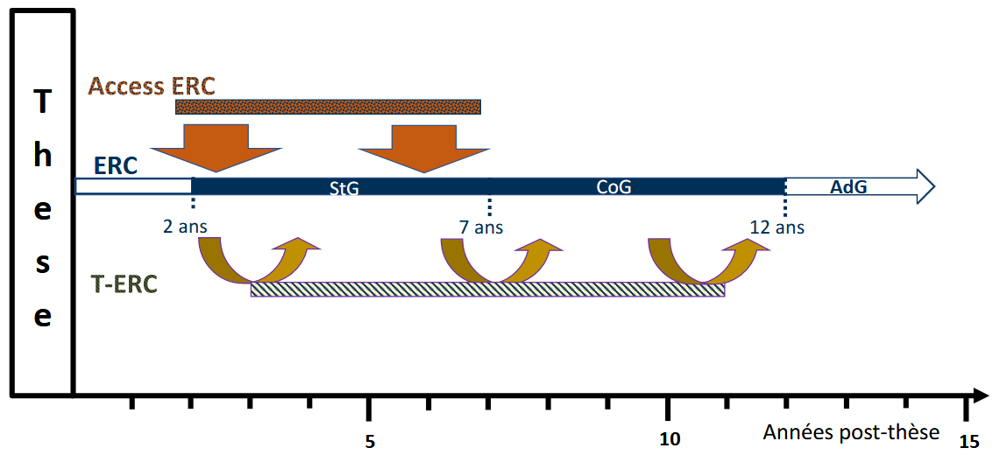 These
Access ERC
ERC
StG
CoG
AdG
2 ans
7 ans
12 ans
T-ERC
5
10
Années post-thèse
15